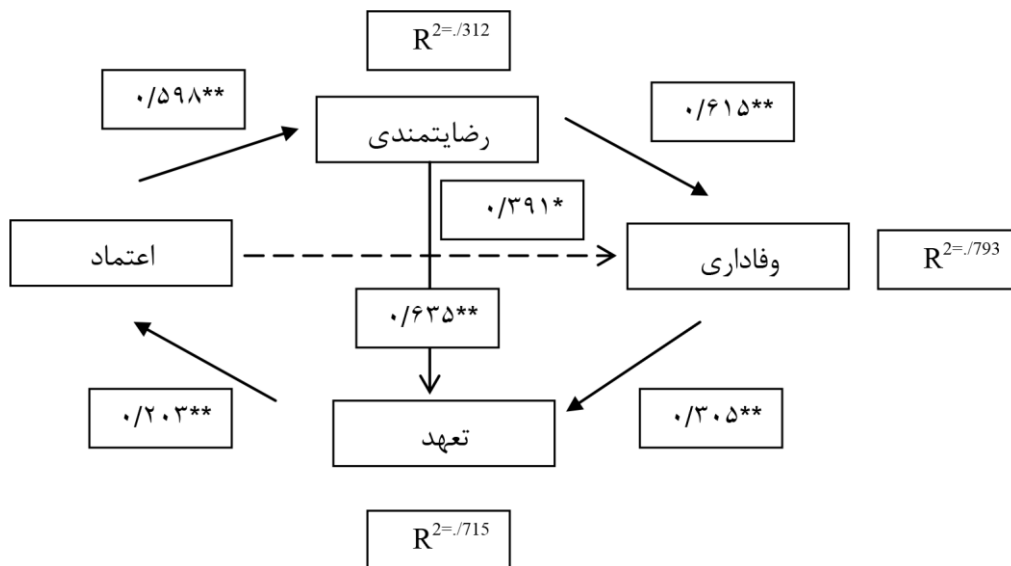 R2=./312
۰/۵۹۸**
۰/۶۱۵**
رضایتمندی
۰/۳۹۱*
اعتماد
وفاداری
R2=./793
۰/۶۳۵**
۰/۲۰۳**
۰/۳۰۵**
تعهد
R2=./715